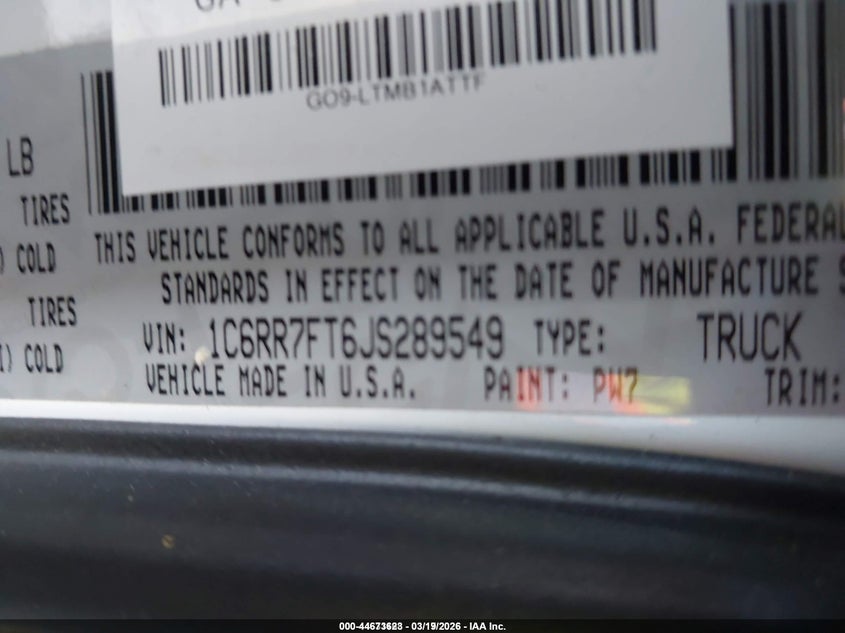 GO9-LTMB1ATTF
LB
TIRES
COLD
TIRES
COLD
THIS VEHICLE CONFORMS TO ALL APPLICABLE U.S.A. FEDERAL
STANDARDS IN EFFECT ON THE DATE OF MANUFACTURE S
VIN: 1C6RR7FT6JS289549 TYPE: TRUCK
VEHICLE MADE IN U.S.A. PAINT: PW7 TRIM:
000-44673623 - 03/19/2026 - IAA Inc.